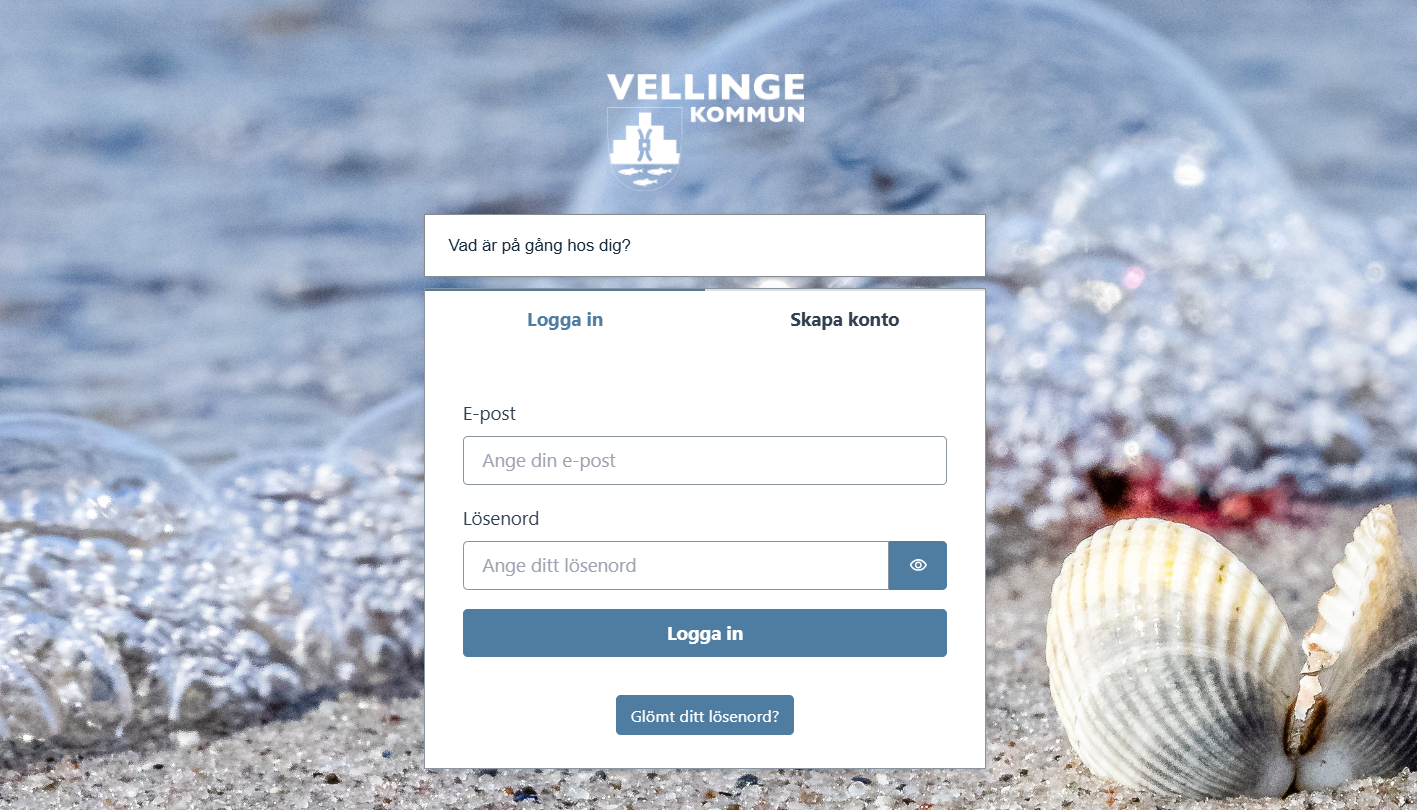 VELLINGE
KOMMUN
Vad är på gång hos dig?
Logga in
Skapa konto
E-post
Ange din e-post
Lösenord
Ange ditt lösenord
Logga in
Glömt ditt lösenord?